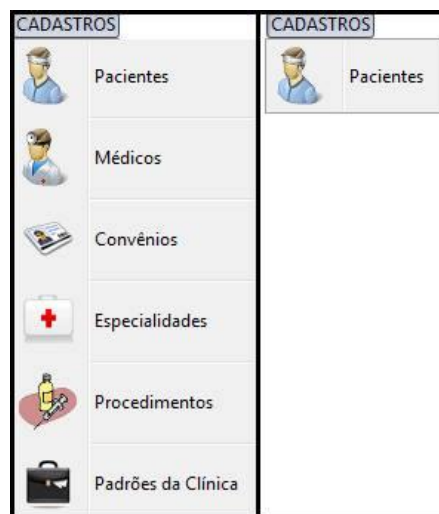 CADASTROS
Pacientes
Médicos
Convênios
Especialidades
Procedimentos
Padrões da Clínica
CADASTROS
Pacientes